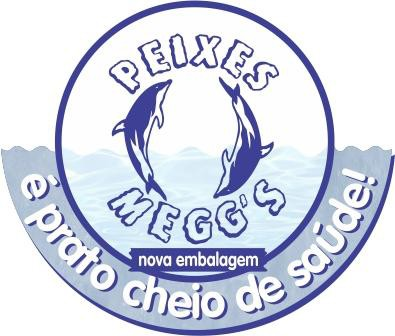 PEIXES
MEGG'S
nova embalagem
é prato cheio de saúde!